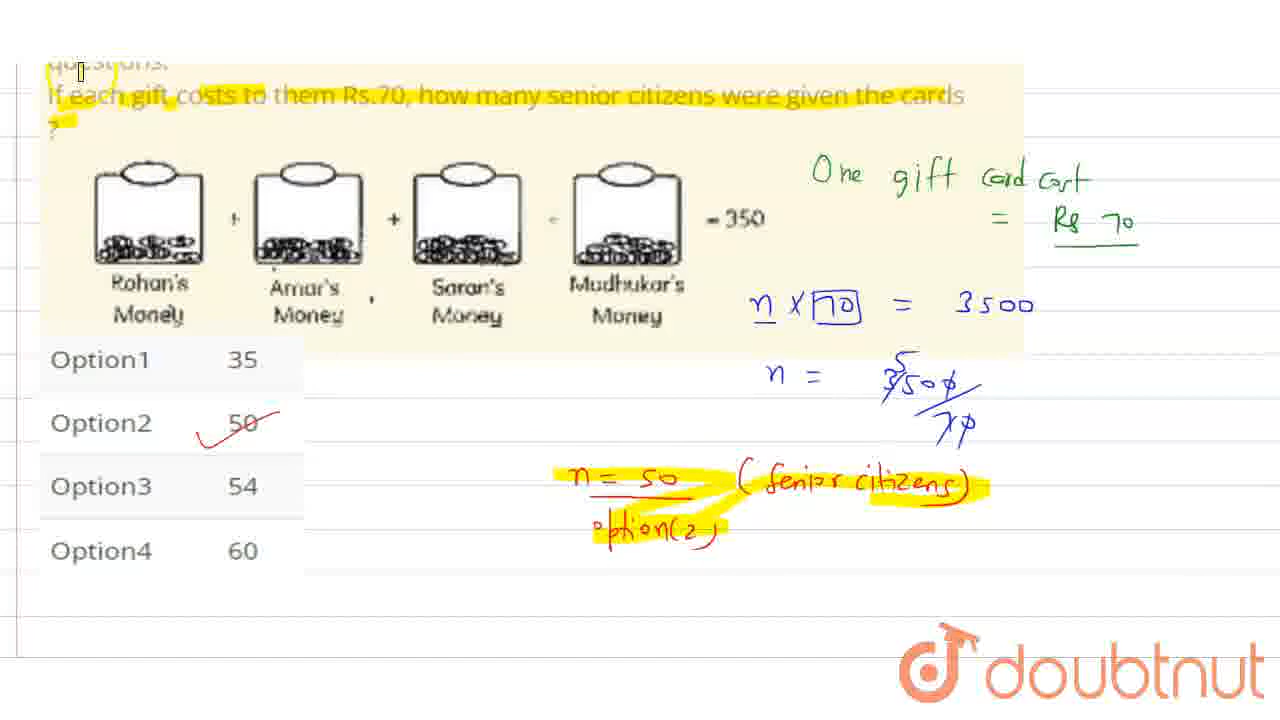 questions.
If each gift costs to them Rs.70, how many senior citizens were given the cards
?
+ + - = 350
Rohan's Amar's Saran's Madhukar's
Money Money Money Money
One gift card cost
= Rs 70
n × 70 = 3500
n = 3500/70
5
Option1 35
Option2 50
Option3 54
Option4 60
n = 50 (senior citizens)
option(2)
doubtnut